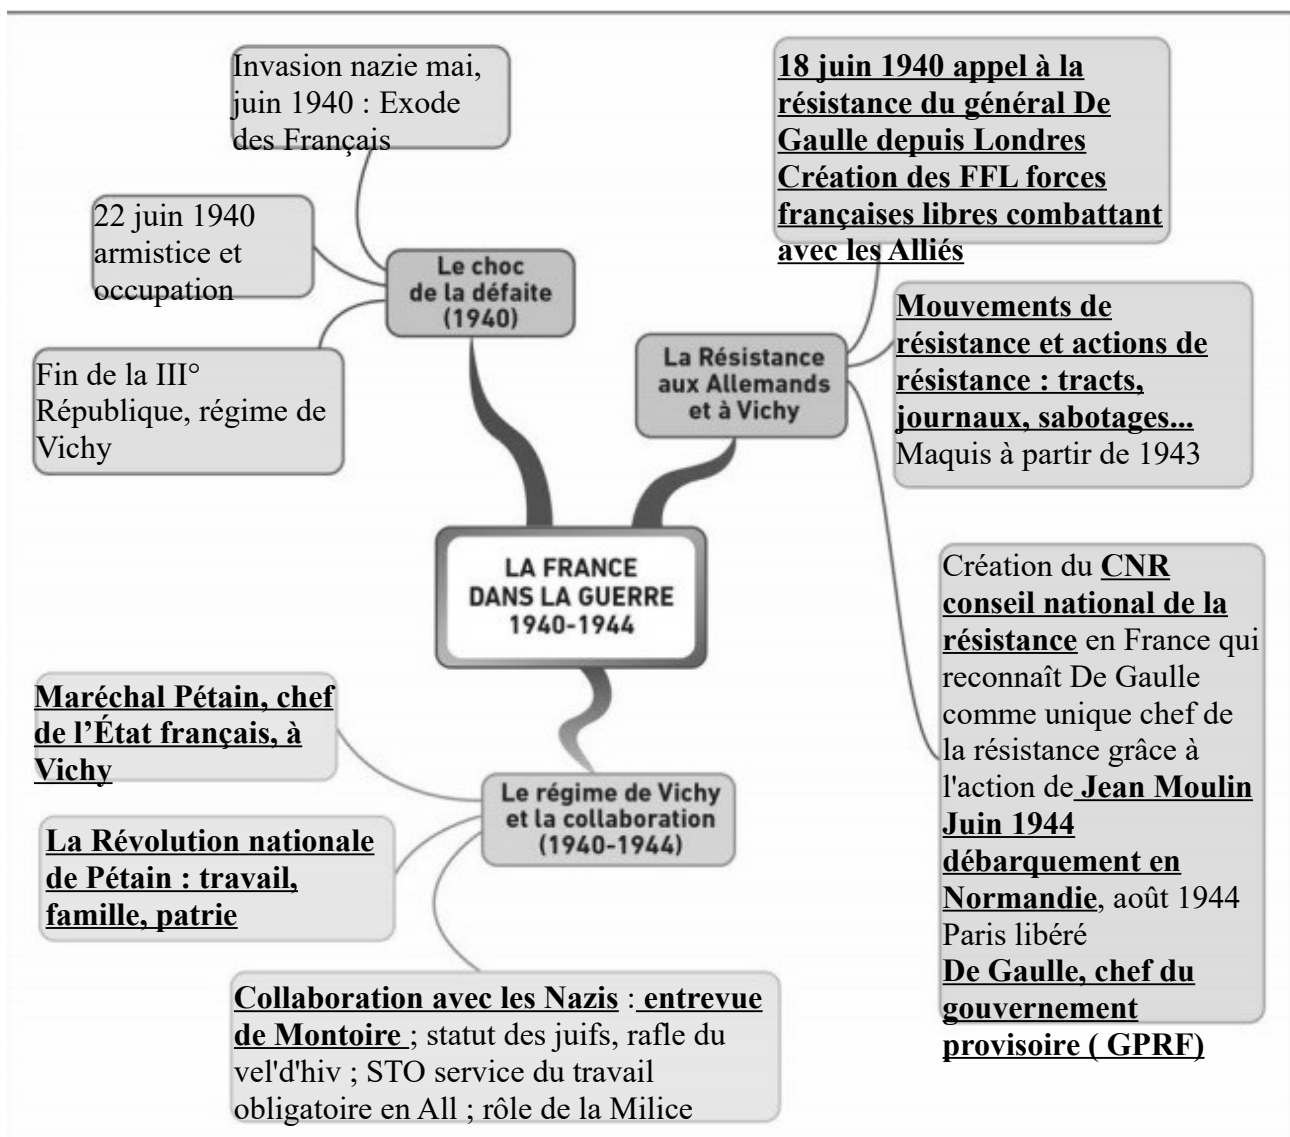 Invasion nazie mai,
juin 1940 : Exode
des Français
22 juin 1940
armistice et
occupation
Fin de la III°
République, régime de
Vichy
Le choc
de la défaite
(1940)
18 juin 1940 appel à la
résistance du général De
Gaulle depuis Londres
Création des FFL forces
françaises libres combattant
avec les Alliés
Mouvements de
résistance et actions de
résistance : tracts,
journaux, sabotages...
Maquis à partir de 1943
La Résistance
aux Allemands
et à Vichy
Création du CNR
conseil national de la
résistance en France qui
reconnaît De Gaulle
comme unique chef de
la résistance grâce à
l'action de Jean Moulin
Juin 1944
débarquement en
Normandie, août 1944
Paris libéré
De Gaulle, chef du
gouvernement
provisoire ( GPRF)
LA FRANCE
DANS LA GUERRE
1940-1944
Maréchal Pétain, chef
de l’État français, à
Vichy
La Révolution nationale
de Pétain : travail,
famille, patrie
Le régime de Vichy
et la collaboration
(1940-1944)
Collaboration avec les Nazis : entrevue
de Montoire ; statut des juifs, rafle du
vel'd'hiv ; STO service du travail
obligatoire en All ; rôle de la Milice